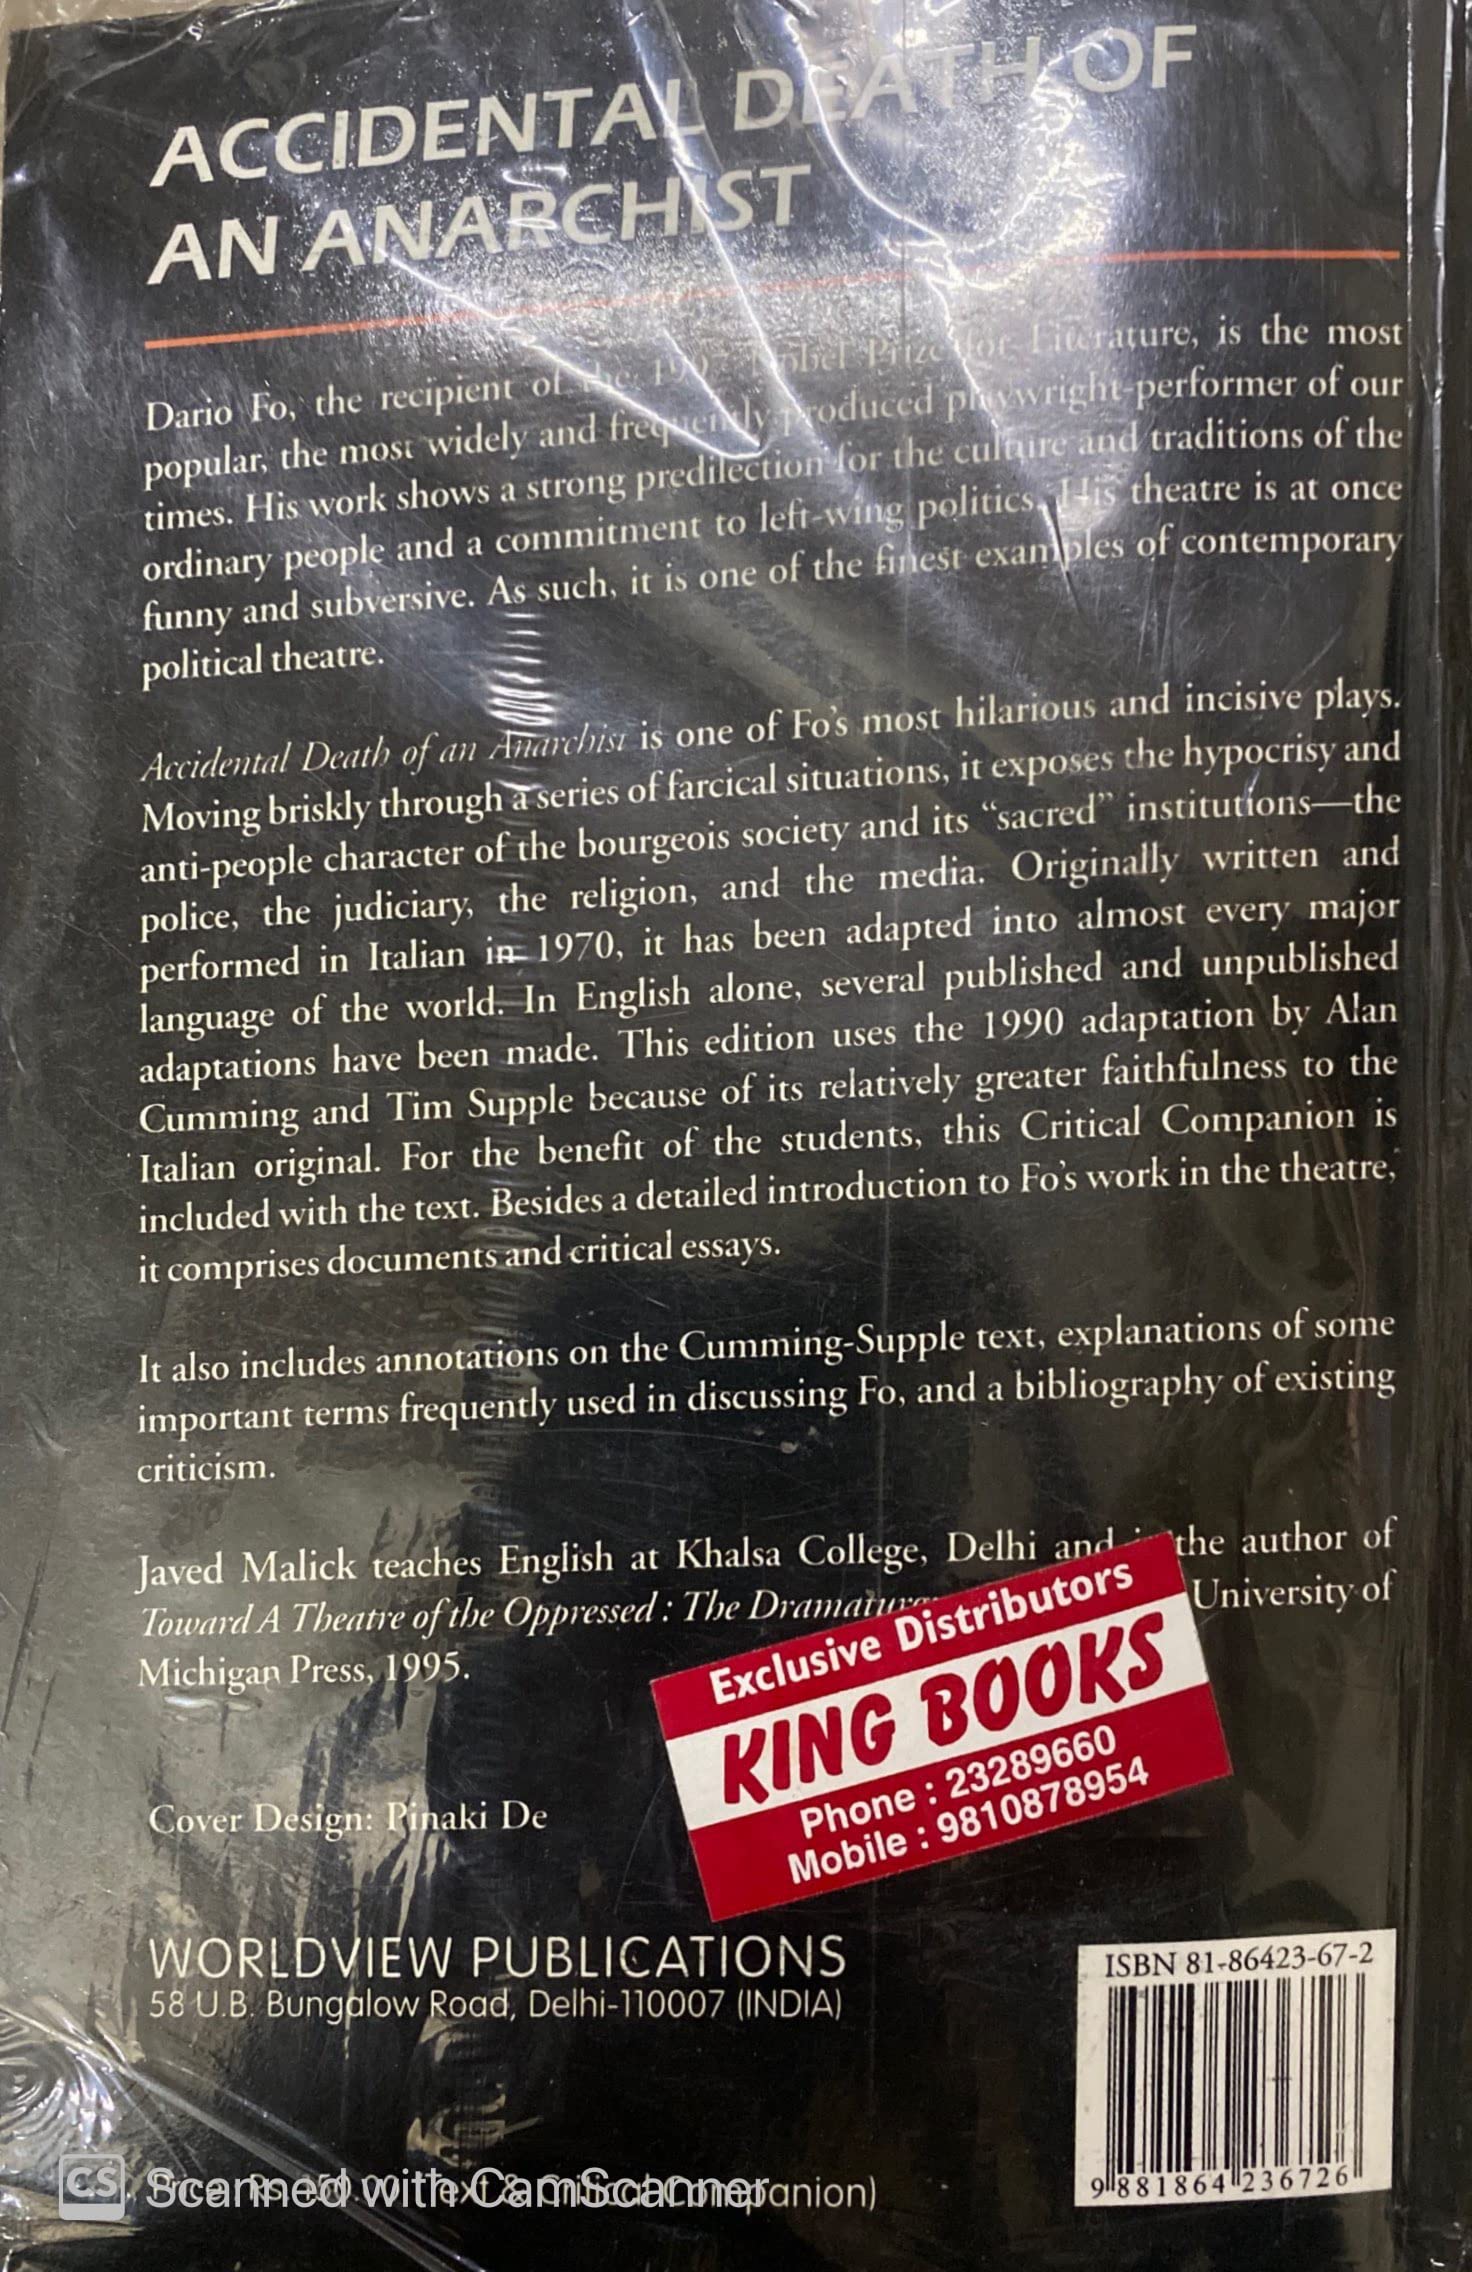 ACCIDENTAL DEATH OF
AN ANARCHIST
Dario Fo, the recipient of the 1997 Nobel Prize for Literature, is the most
popular, the most widely and frequently produced playwright-performer of our
times. His work shows a strong predilection for the culture and traditions of the
ordinary people and a commitment to left-wing politics. His theatre is at once
funny and subversive. As such, it is one of the finest examples of contemporary
political theatre.
Accidental Death of an Anarchist is one of Fo's most hilarious and incisive plays.
Moving briskly through a series of farcical situations, it exposes the hypocrisy and
anti-people character of the bourgeois society and its “sacred” institutions—the
police, the judiciary, the religion, and the media. Originally written and
performed in Italian in 1970, it has been adapted into almost every major
language of the world. In English alone, several published and unpublished
adaptations have been made. This edition uses the 1990 adaptation by Alan
Cumming and Tim Supple because of its relatively greater faithfulness to the
Italian original. For the benefit of the students, this Critical Companion is
included with the text. Besides a detailed introduction to Fo's work in the theatre,
it comprises documents and critical essays.
It also includes annotations on the Cumming-Supple text, explanations of some
important terms frequently used in discussing Fo, and a bibliography of existing
criticism.
Javed Malick teaches English at Khalsa College, Delhi and the author of
Toward A Theatre of the Oppressed : The University of
Michigan Press, 1995.
Exclusive Distributors
KING BOOKS
Phone : 23289660
Mobile : 9810878954
Cover Design: Pinaki De
WORLDVIEW PUBLICATIONS
58 U.B. Bungalow Road, Delhi-110007 (INDIA)
ISBN 81-86423-67-2
9 881864 236726
CS Scanned with CamScanner